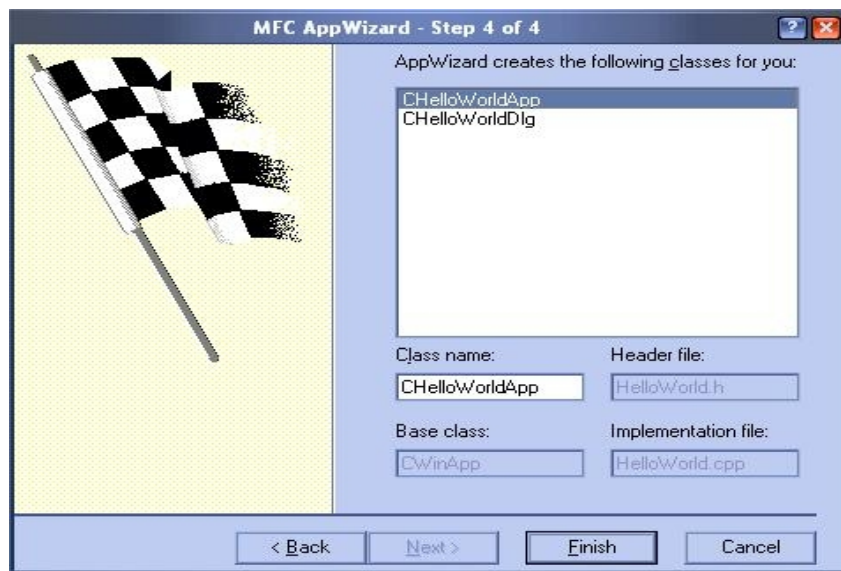 MFC AppWizard - Step 4 of 4
AppWizard creates the following classes for you:
CHelloWorldApp
CHelloWorldDlg
Class name:
Header file:
CHelloWorldApp
HelloWorld.h
Base class:
Implementation file:
CWinApp
HelloWorld.cpp
< Back
Next >
Finish
Cancel